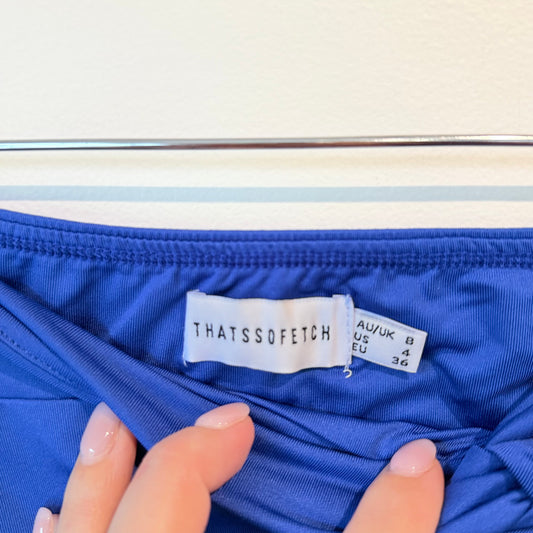 THATSSOFETCH
AU/UK 8
US 4
EU 36